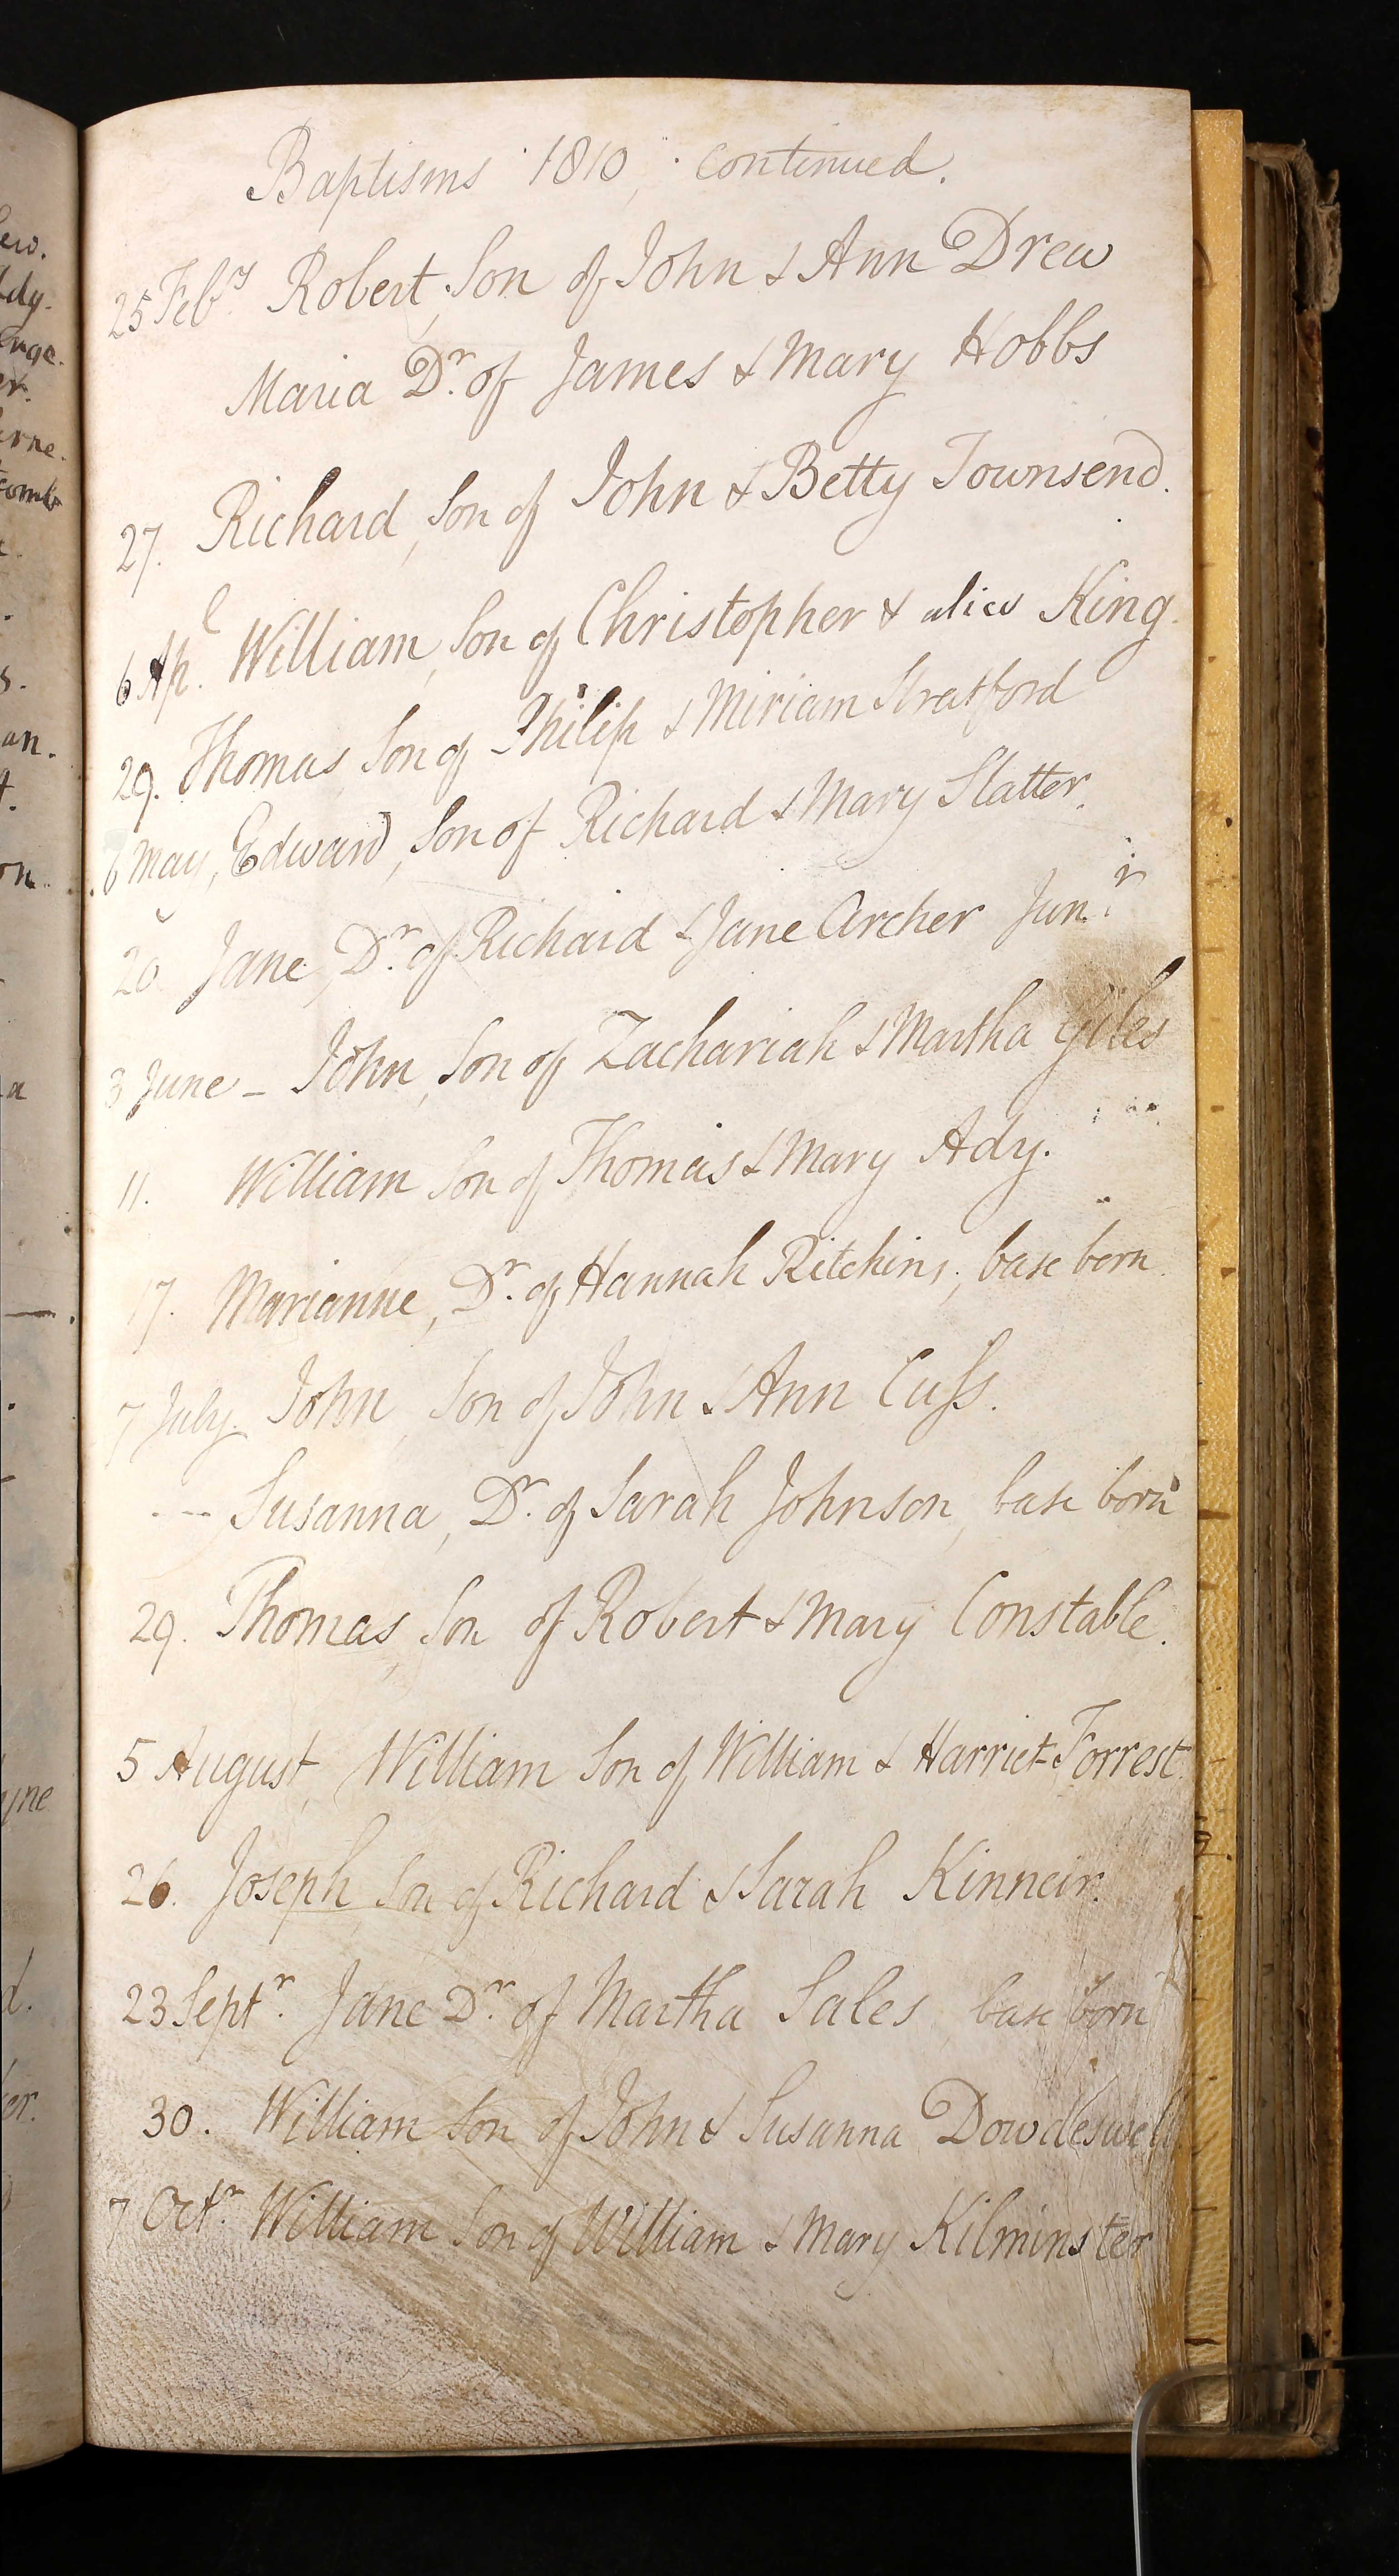 Baptisms 1810, continued.
25 Feby. Robert, Son of John & Ann Drew
Maria Dr. of James & Mary Hobbs
27. Richard, Son of John & Betty Townsend.
6 Apl. William, Son of Christopher & alice King.
29. Thomas Son of Philip & Miriam Stratford
6 May, Edward, Son of Richard & Mary Slatter.
20 Jane, Dr. of Richard & Jane Archer Junr.
3 June - John, Son of Zachariah & Martha Giles
11. William Son of Thomas & Mary Ady.
17. Marianne, Dr. of Hannah Ritchins, base born.
7 July. John, Son of John & Ann Cuss.
--- Susanna, Dr. of Sarah Johnson, base born
29. Thomas, Son of Robert & Mary Constable.
5 August, William Son of William & Harriet Forrest.
26. Joseph, Son of Richard & Sarah Kinneir.
23 Septr. Jane Dr. of Martha Sales, base born
30. William Son of John & Susanna Dowdeswell
7 Octr. William Son of William & Mary Kilminster